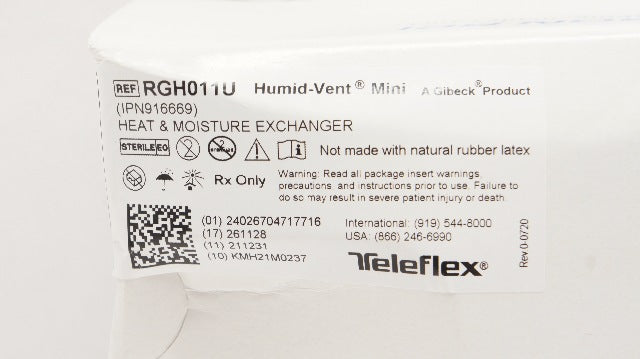 REF RGH011U Humid-Vent® Mini A Gibeck® Product
(IPN916669)
HEAT & MOISTURE EXCHANGER
STERILE EO 2 Not made with natural rubber latex
Rx Only Warning: Read all package insert warnings,
precautions, and instructions prior to use. Failure to
do so may result in severe patient injury or death.
(01) 24026704717716
(17) 261128
(11) 211231
(10) KMH21M0237
International: (919) 544-8000
USA: (866) 246-6990
Teleflex®
Rev 0-0720